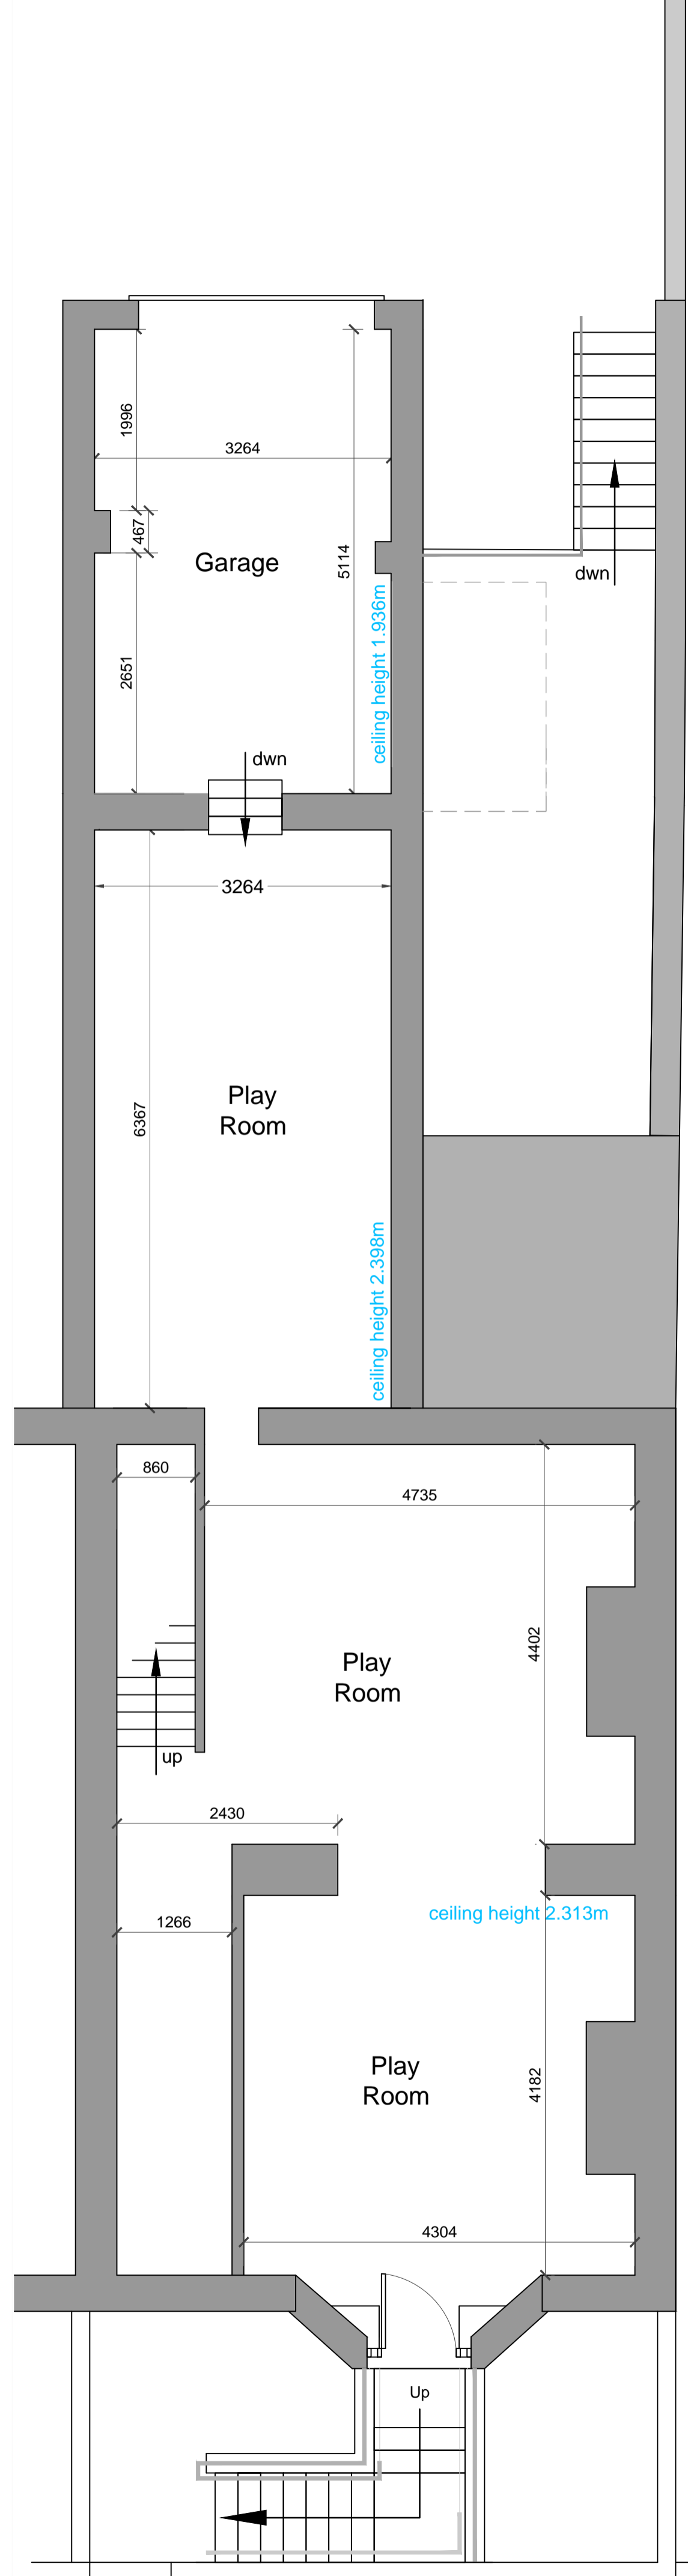 1996
3264
467
Garage
5114
dwn
ceiling height 1.936m
2651
dwn
3264
Play
Room
6367
ceiling height 2.398m
860
4735
4402
Play
Room
up
2430
ceiling height 2.313m
1266
Play
Room
4182
4304
Up